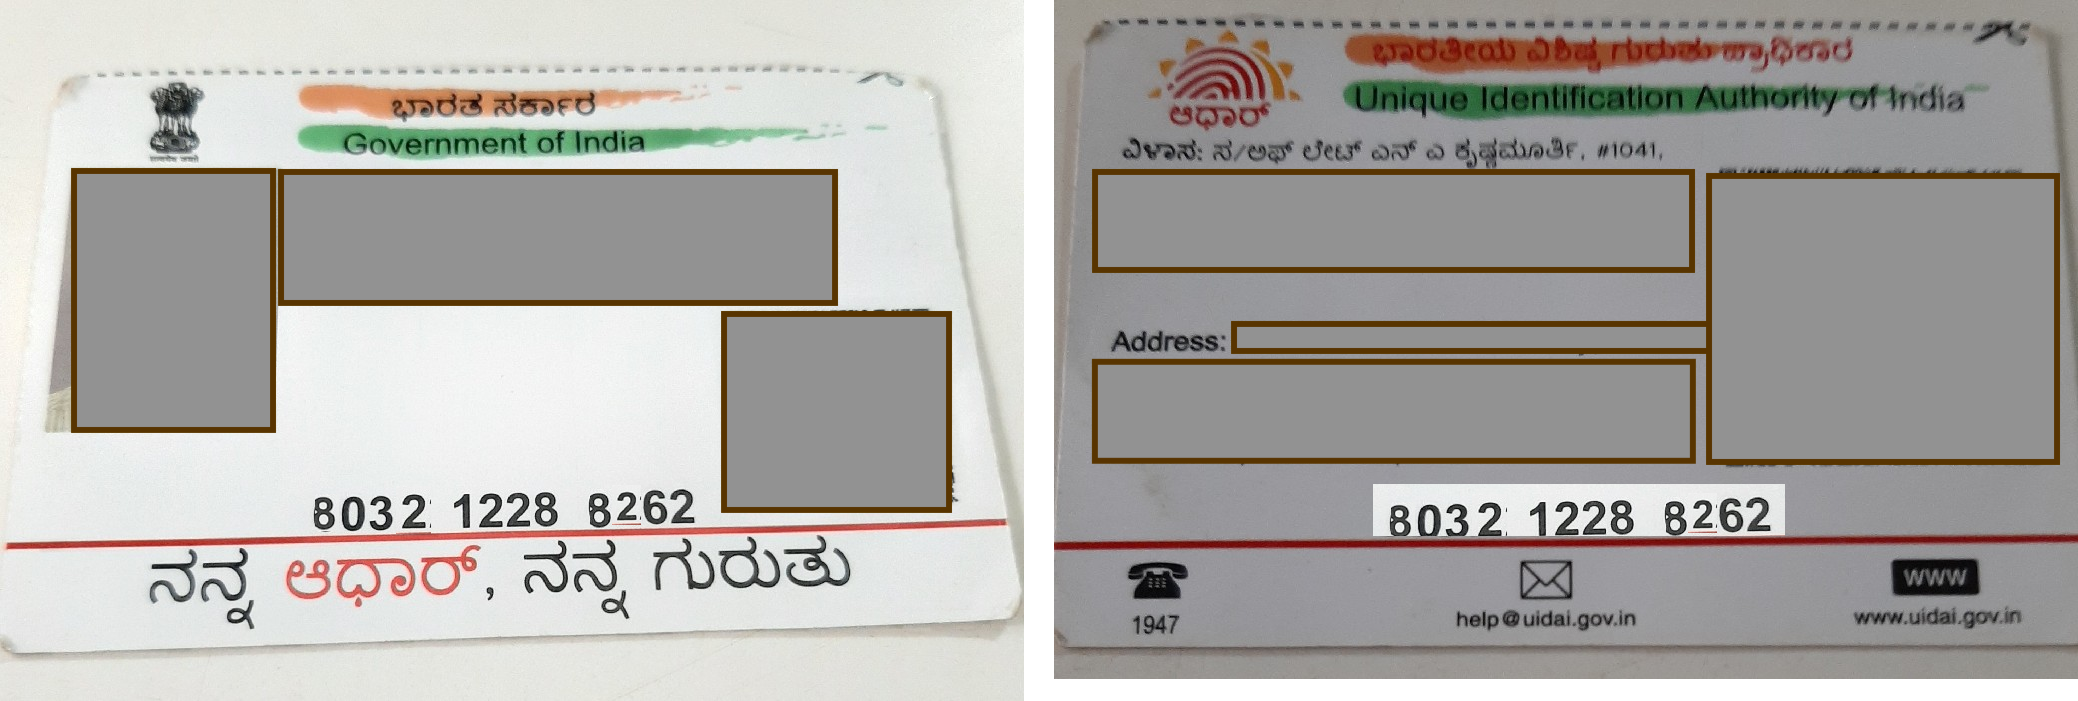 ಭಾರತ ಸರ್ಕಾರ
Government of India
8032 1228 8262
ನನ್ನ ಆಧಾರ್, ನನ್ನ ಗುರುತು
ಭಾರತೀಯ ವಿಶಿಷ್ಟ ಗುರುತು ಪ್ರಾಧಿಕಾರ
Unique Identification Authority of India
ಆಧಾರ್
ವಿಳಾಸ: ಸ/ಆಫ್ ಲೇಟ್ ಎನ್ ಎ ಕೃಷ್ಣಮೂರ್ತಿ, #1041,
Address:
8032 1228 8262
1947
help@uidai.gov.in
www
www.uidai.gov.in